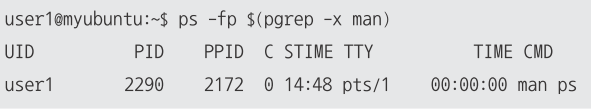 user1@myubuntu:~$ ps -fp $(pgrep -x man)
UID PID PPID C STIME TTY TIME CMD
user1 2290 2172 0 14:48 pts/1 00:00:00 man ps